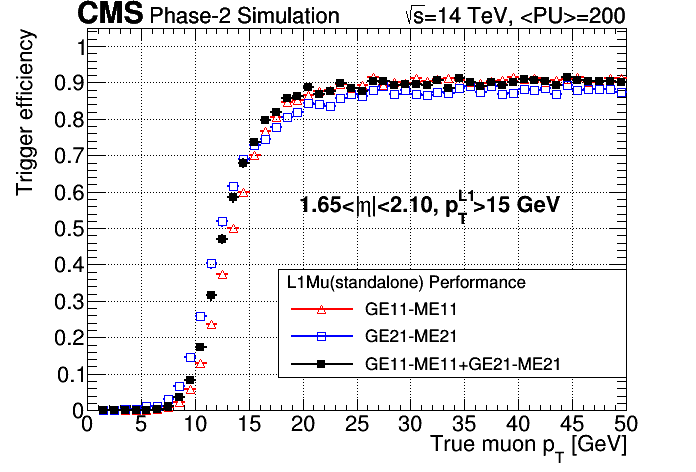 CMS Phase-2 Simulation √s=14 TeV, <PU>=200
Trigger efficiency
1
0.9
0.8
0.7
0.6
0.5
0.4
0.3
0.2
0.1
0
1.65<|η|<2.10, p_T^L1>15 GeV
L1Mu(standalone) Performance
GE11-ME11
GE21-ME21
GE11-ME11+GE21-ME21
0 5 10 15 20 25 30 35 40 45 50
True muon p_T [GeV]